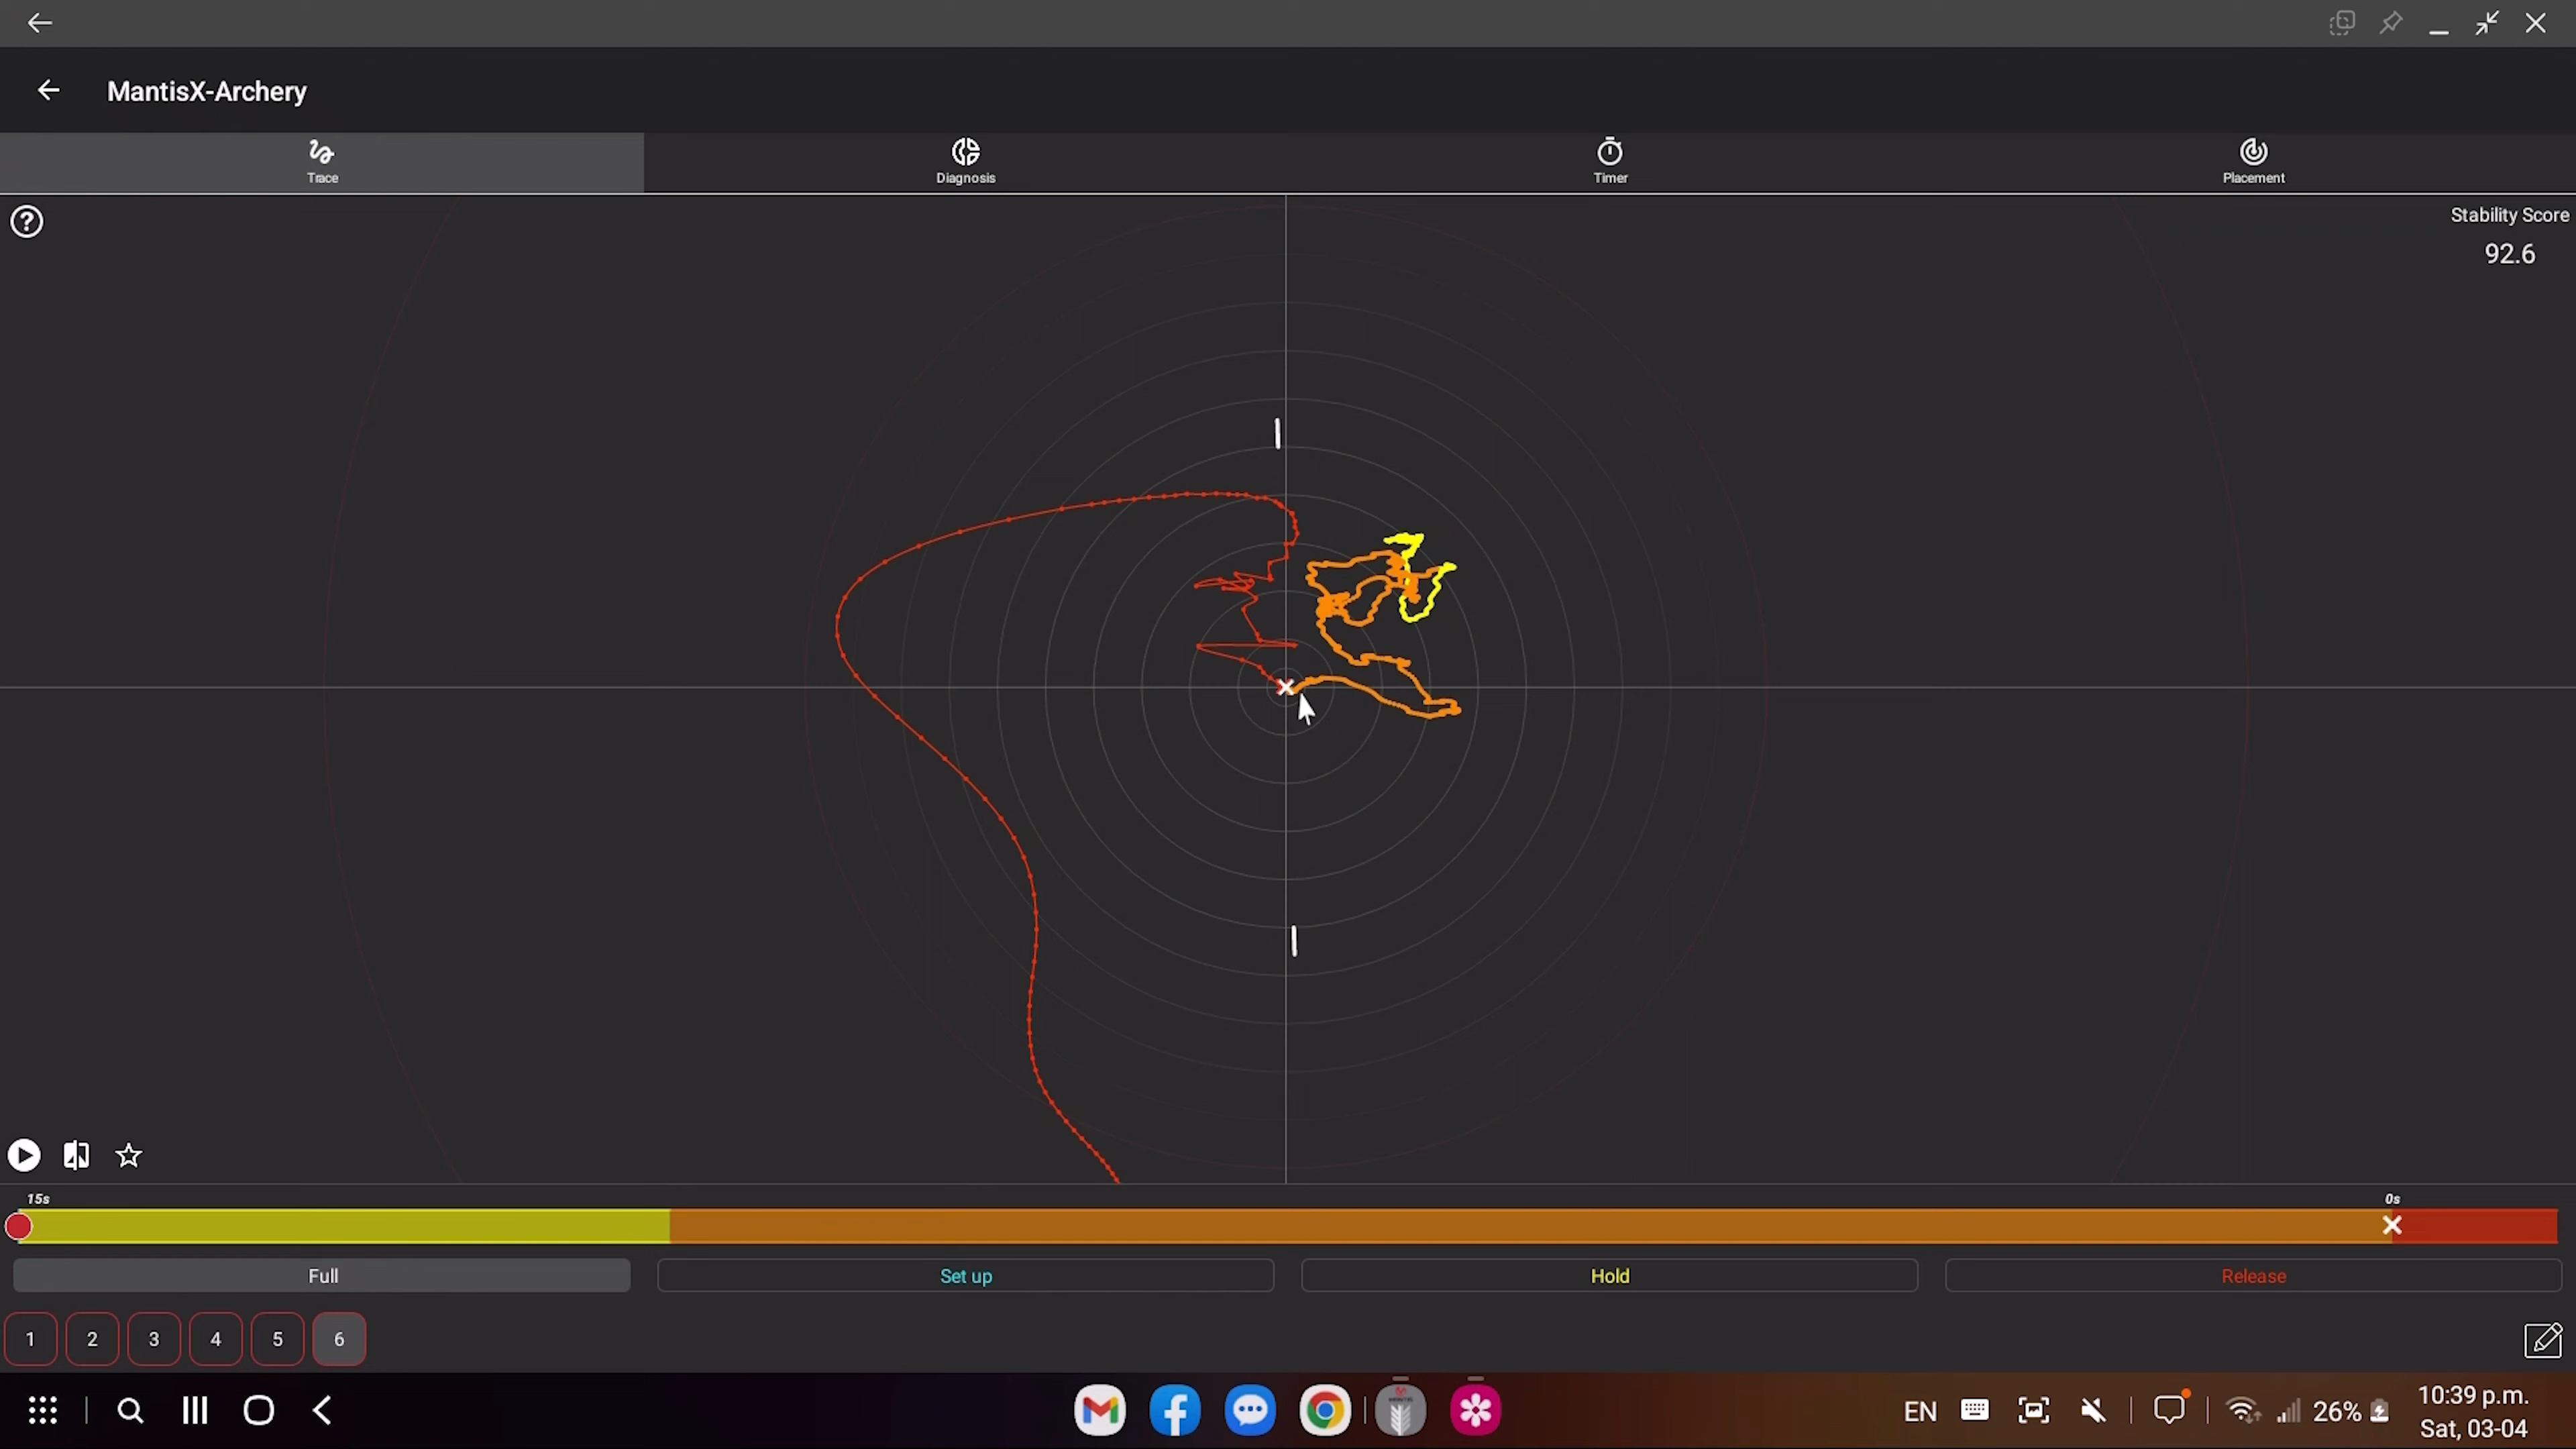 MantisX-Archery
Trace
Diagnosis
Timer
Placement
Stability Score
92.6
15s
0s
Full
Set up
Hold
Release
1
2
3
4
5
6
EN
26%
10:39 p.m.
Sat, 03-04